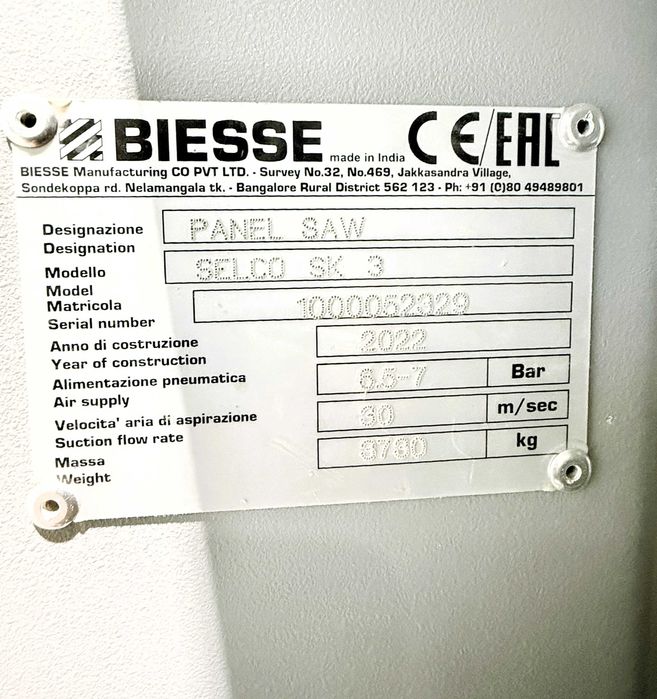 BIESSE made in India CE/EAC
BIESSE Manufacturing CO PVT LTD. - Survey No.32, No.469, Jakkasandra Village,
Sondekoppa rd. Nelamangala tk. - Bangalore Rural District 562 123 - Ph: +91 (0)80 49489801
Designazione PANEL SAW
Designation
Modello SELCO SK 3
Model
Matricola 1000052329
Serial number
Anno di costruzione 2022
Year of construction
Alimentazione pneumatica 6.5-7 Bar
Air supply
Velocita' aria di aspirazione 30 m/sec
Suction flow rate
Massa kg
Weight